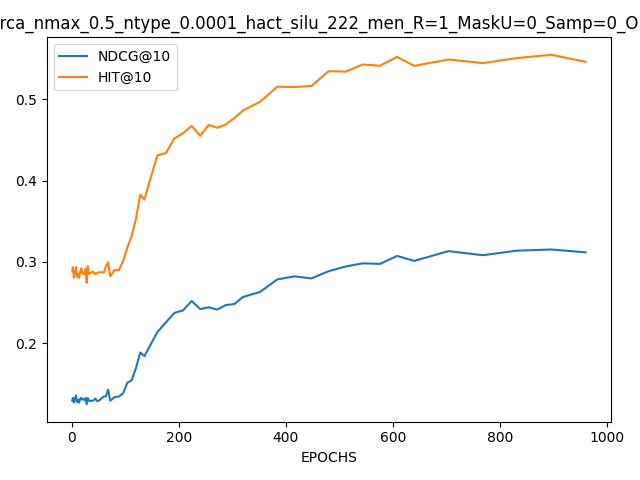 rca_nmax_0.5_ntype_0.0001_hact_silu_222_men_R=1_MaskU=0_Samp=0_O
NDCG@10
HIT@10
0.5
0.4
0.3
0.2
0 200 400 600 800 1000
EPOCHS